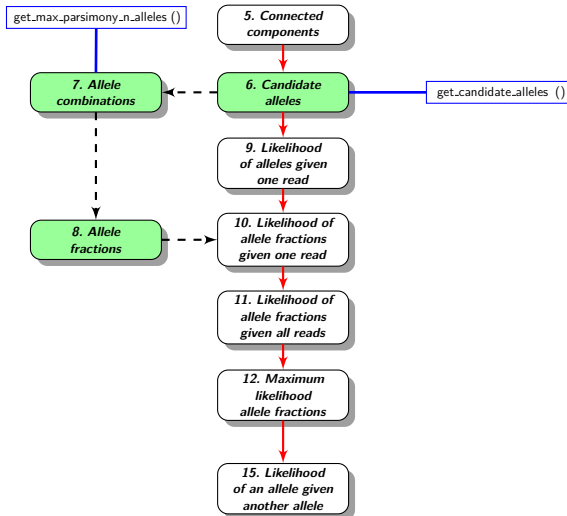 get_max_parsimony_n_alleles ()
5. Connected
components
7. Allele
combinations
6. Candidate
alleles
get_candidate_alleles ()
9. Likelihood
of alleles given
one read
8. Allele
fractions
10. Likelihood of
allele fractions
given one read
11. Likelihood of
allele fractions
given all reads
12. Maximum
likelihood
allele fractions
15. Likelihood
of an allele given
another allele